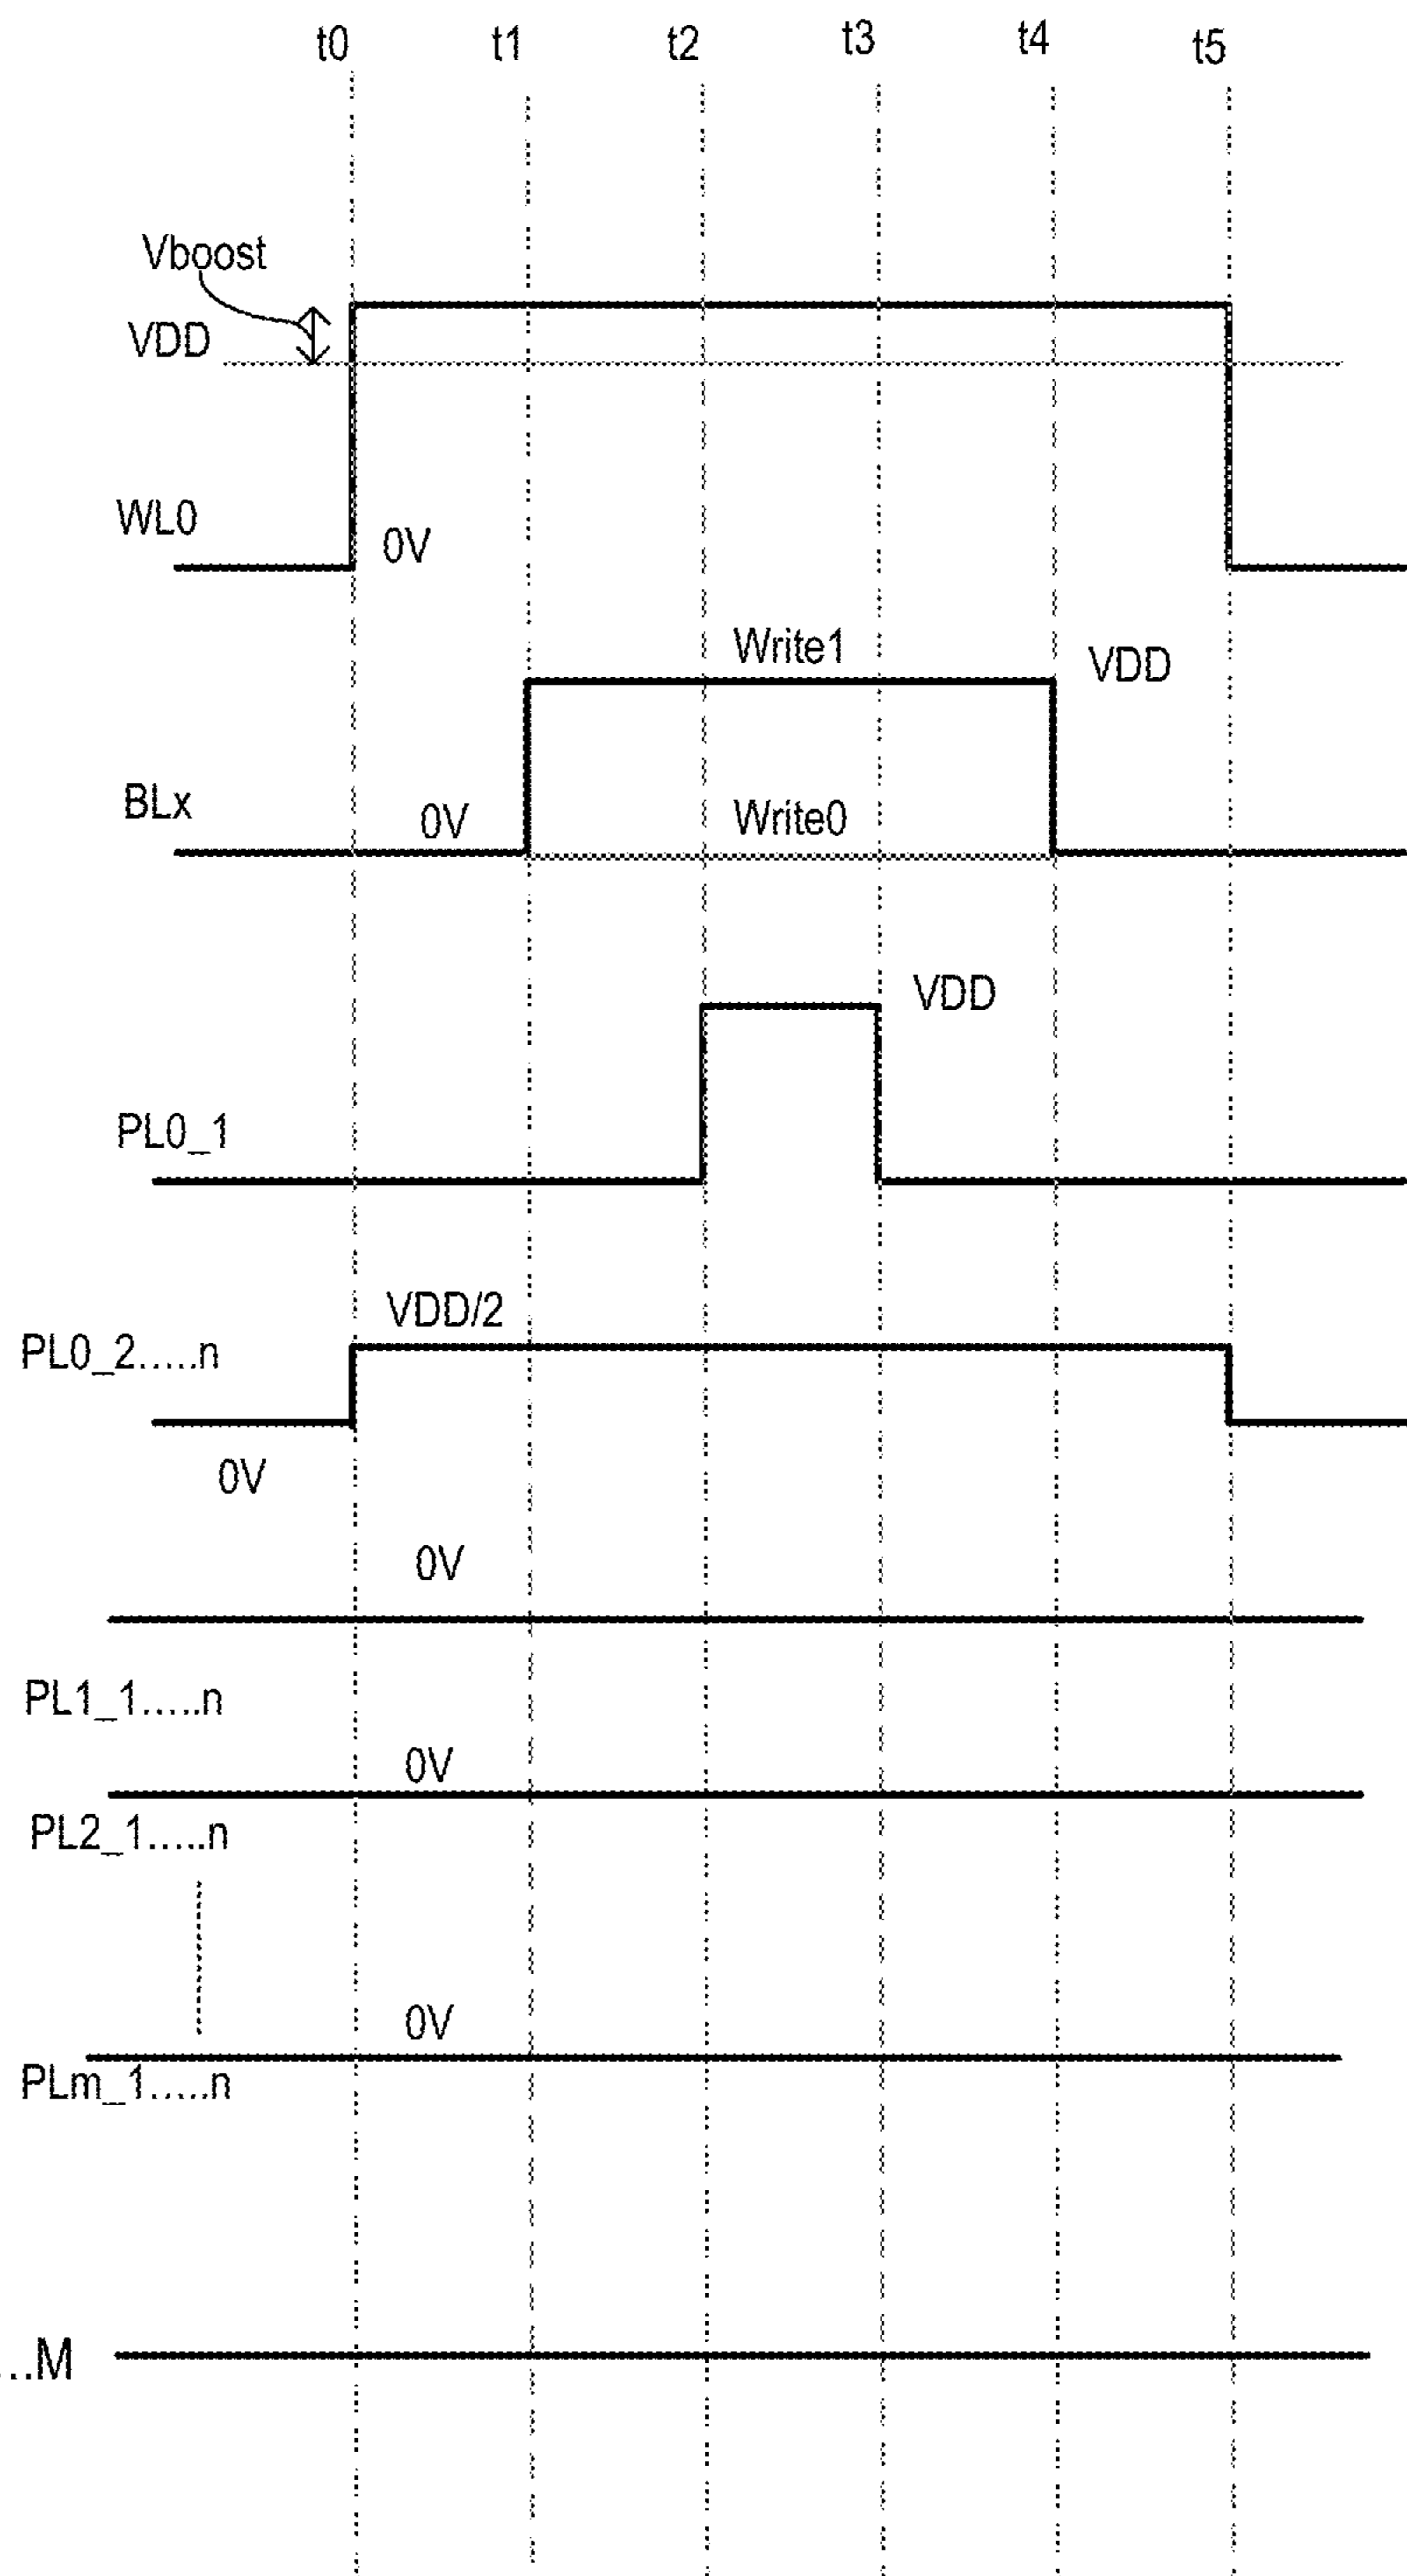 t0 t1 t2 t3 t4 t5
Vboost
VDD
WL0
0V
Write1
VDD
BLx
0V
Write0
VDD
PL0_1
VDD/2
PL0_2.....n
0V
0V
PL1_1.....n
0V
PL2_1.....n
0V
PLm_1.....n
...M